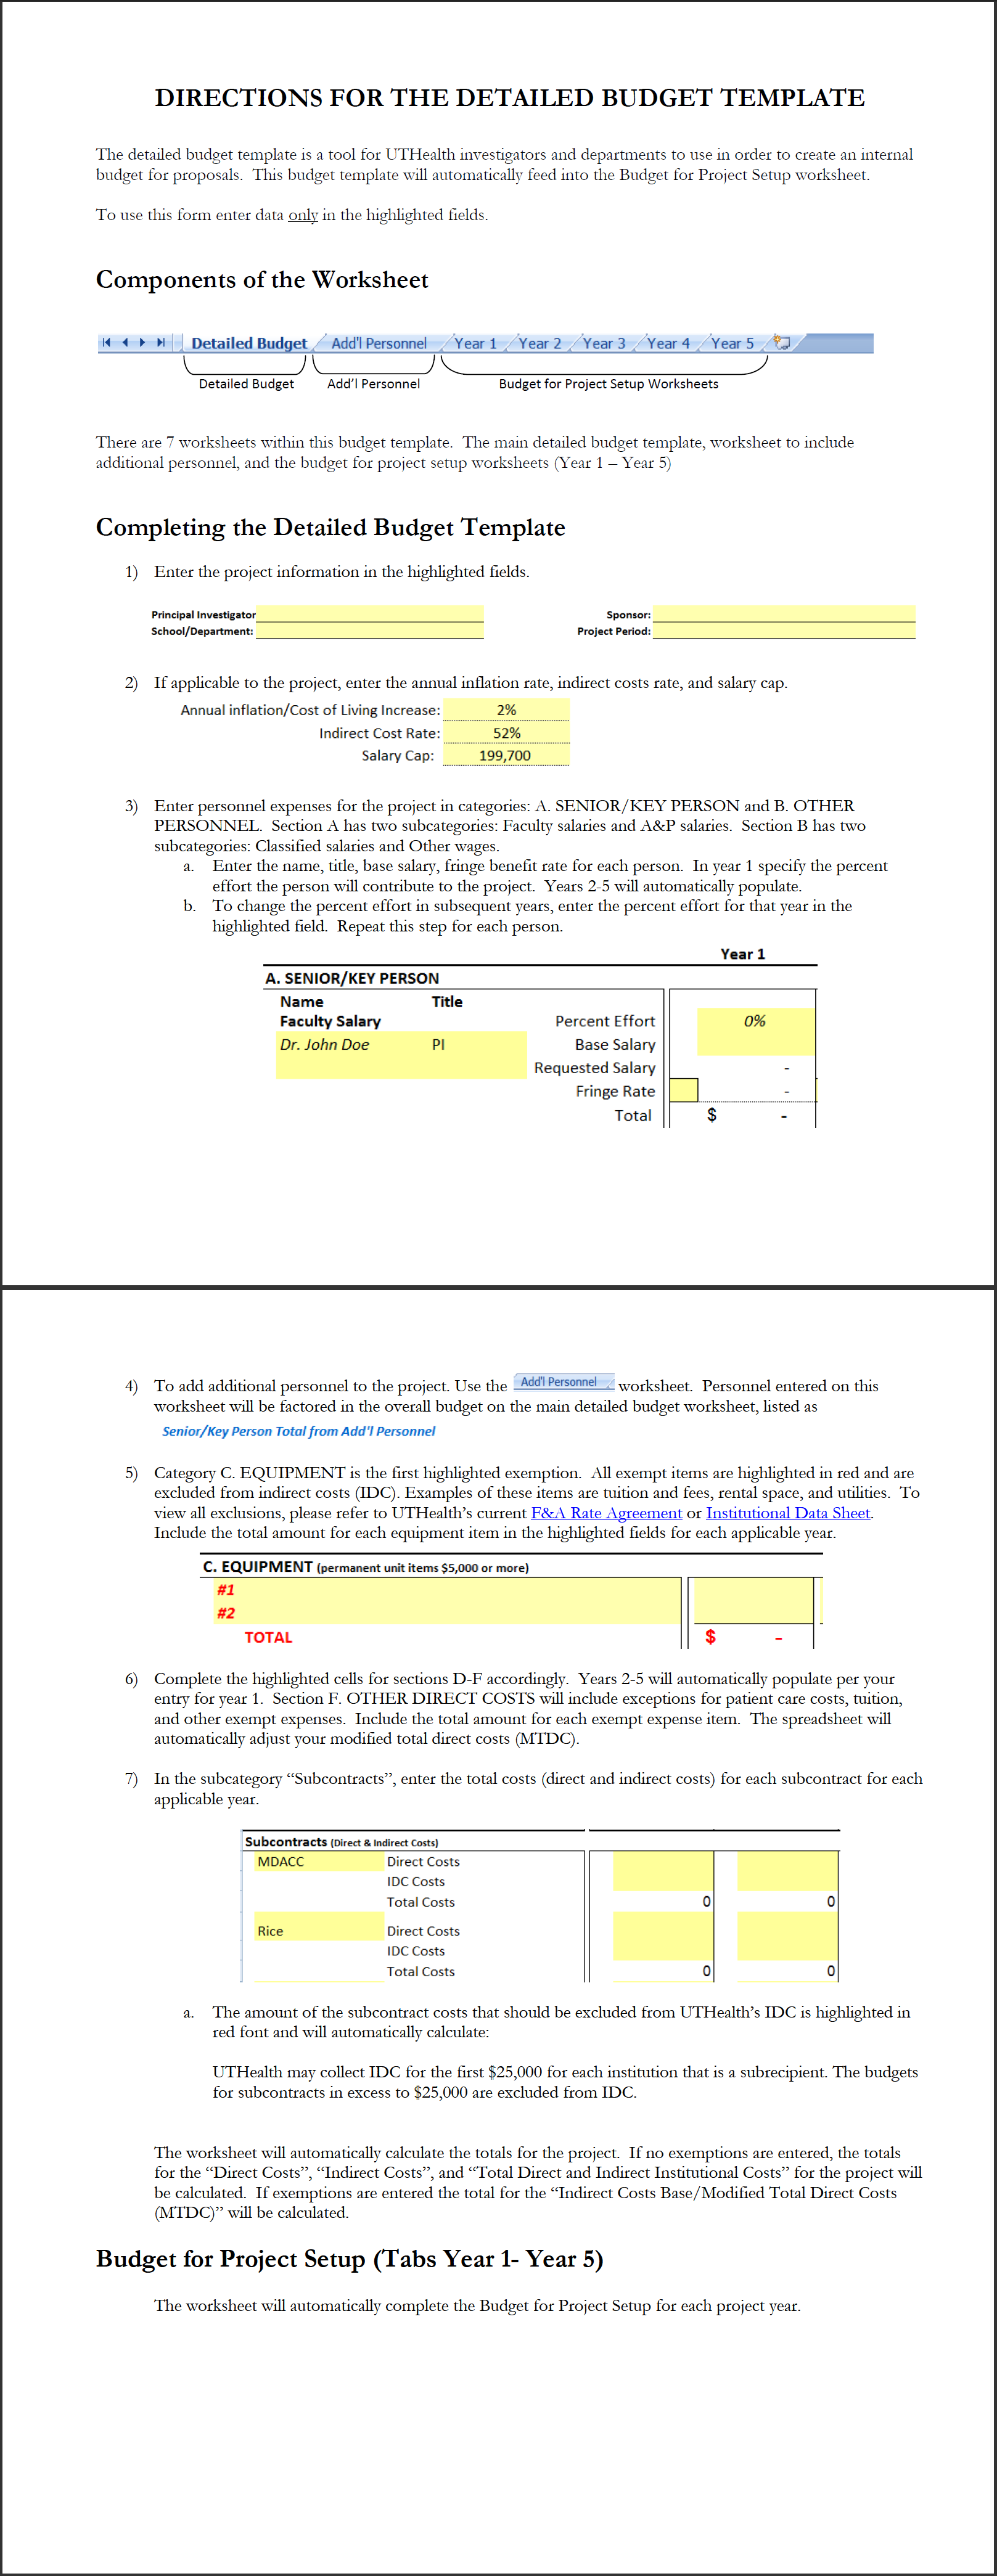 DIRECTIONS FOR THE DETAILED BUDGET TEMPLATE
The detailed budget template is a tool for UTHealth investigators and departments to use in order to create an internal
budget for proposals.  This budget template will automatically feed into the Budget for Project Setup worksheet.
To use this form enter data only in the highlighted fields.
Components of the Worksheet
Detailed Budget Add'l Personnel Year 1 Year 2 Year 3 Year 4 Year 5
Detailed Budget Add'l Personnel Budget for Project Setup Worksheets
There are 7 worksheets within this budget template.  The main detailed budget template, worksheet to include
additional personnel, and the budget for project setup worksheets (Year 1 – Year 5)
Completing the Detailed Budget Template
1) Enter the project information in the highlighted fields.
Principal Investigator Sponsor:
School/Department: Project Period:
2) If applicable to the project, enter the annual inflation rate, indirect costs rate, and salary cap.
Annual inflation/Cost of Living Increase: 2%
Indirect Cost Rate: 52%
Salary Cap: 199,700
3) Enter personnel expenses for the project in categories: A. SENIOR/KEY PERSON and B. OTHER
PERSONNEL.  Section A has two subcategories: Faculty salaries and A&P salaries.  Section B has two
subcategories: Classified salaries and Other wages.
a. Enter the name, title, base salary, fringe benefit rate for each person.  In year 1 specify the percent
effort the person will contribute to the project.  Years 2-5 will automatically populate.
b. To change the percent effort in subsequent years, enter the percent effort for that year in the
highlighted field.  Repeat this step for each person.
Year 1
A. SENIOR/KEY PERSON
Name Title
Faculty Salary Percent Effort 0%
Dr. John Doe PI Base Salary
Requested Salary -
Fringe Rate -
Total $ -
4) To add additional personnel to the project. Use the Add'l Personnel worksheet.  Personnel entered on this
worksheet will be factored in the overall budget on the main detailed budget worksheet, listed as
Senior/Key Person Total from Add'l Personnel
5) Category C. EQUIPMENT is the first highlighted exemption.  All exempt items are highlighted in red and are
excluded from indirect costs (IDC). Examples of these items are tuition and fees, rental space, and utilities.  To
view all exclusions, please refer to UTHealth's current F&A Rate Agreement or Institutional Data Sheet.
Include the total amount for each equipment item in the highlighted fields for each applicable year.
C. EQUIPMENT (permanent unit items $5,000 or more)
#1
#2
TOTAL $ -
6) Complete the highlighted cells for sections D-F accordingly.  Years 2-5 will automatically populate per your
entry for year 1.  Section F. OTHER DIRECT COSTS will include exceptions for patient care costs, tuition,
and other exempt expenses.  Include the total amount for each exempt expense item.  The spreadsheet will
automatically adjust your modified total direct costs (MTDC).
7) In the subcategory “Subcontracts”, enter the total costs (direct and indirect costs) for each subcontract for each
applicable year.
Subcontracts (Direct & Indirect Costs)
MDACC Direct Costs
IDC Costs
Total Costs 0 0
Rice Direct Costs
IDC Costs
Total Costs 0 0
a. The amount of the subcontract costs that should be excluded from UTHealth's IDC is highlighted in
red font and will automatically calculate:
UTHealth may collect IDC for the first $25,000 for each institution that is a subrecipient. The budgets
for subcontracts in excess to $25,000 are excluded from IDC.
The worksheet will automatically calculate the totals for the project.  If no exemptions are entered, the totals
for the “Direct Costs”, “Indirect Costs”, and “Total Direct and Indirect Institutional Costs” for the project will
be calculated.  If exemptions are entered the total for the “Indirect Costs Base/Modified Total Direct Costs
(MTDC)” will be calculated.
Budget for Project Setup (Tabs Year 1- Year 5)
The worksheet will automatically complete the Budget for Project Setup for each project year.